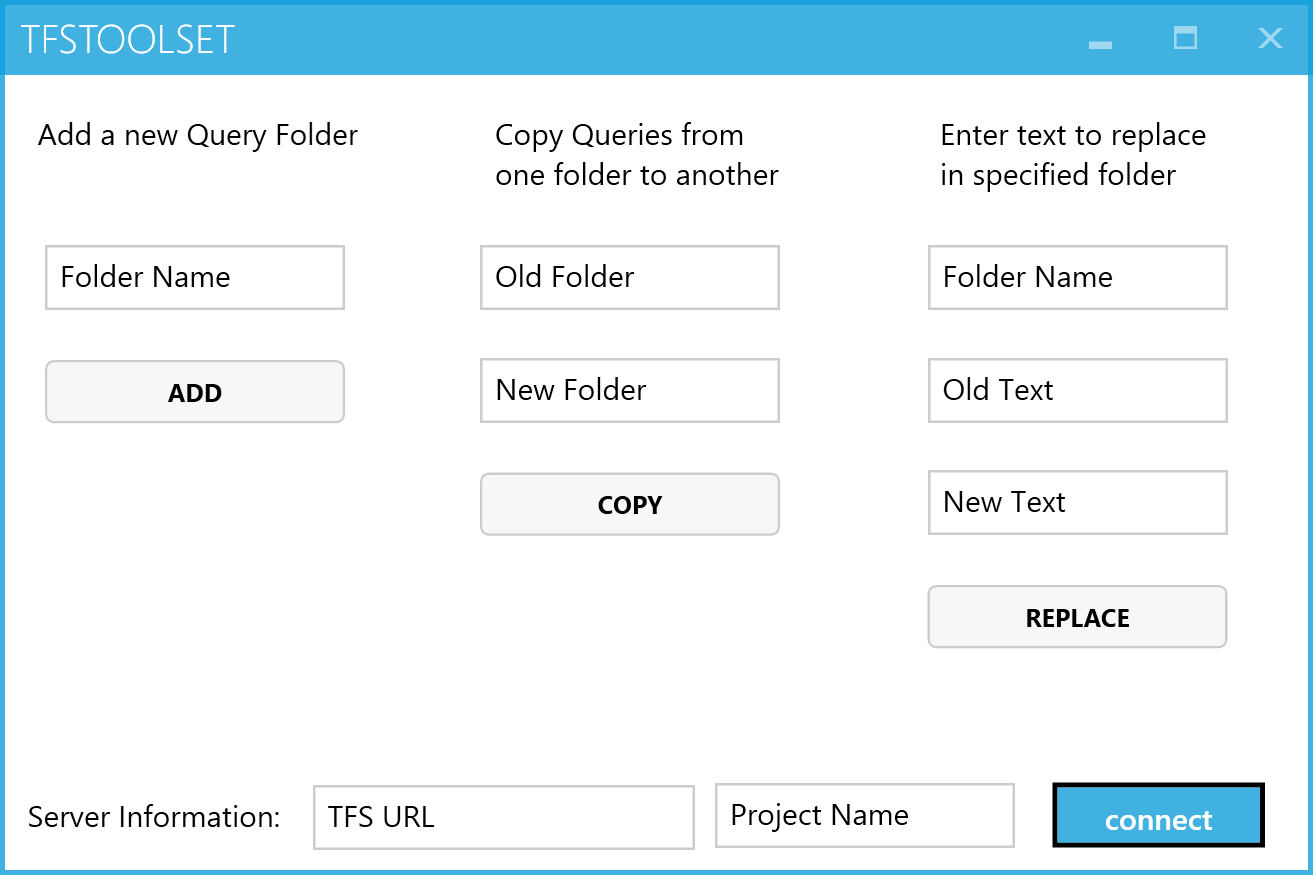 TFSTOOLSET
Add a new Query Folder
Folder Name
ADD
Copy Queries from
one folder to another
Old Folder
New Folder
COPY
Enter text to replace
in specified folder
Folder Name
Old Text
New Text
REPLACE
Server Information:
TFS URL
Project Name
connect